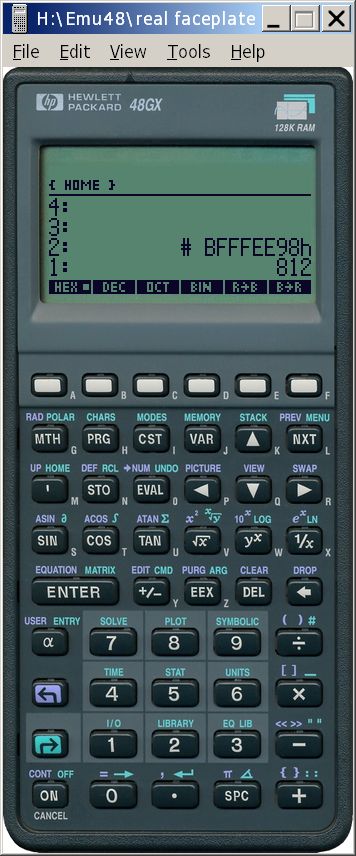 H:\Emu48\real faceplate
File Edit View Tools Help
hp HEWLETT PACKARD 48GX
128K RAM
{ HOME }
4:
3:
2: # BFFFEE98h
1: 812
HEX ■ DEC OCT BIN R→B B→R
A B C D E F
RAD POLAR CHARS MODES MEMORY STACK PREV MENU
MTH G PRG H CST I VAR J ▲ K NXT L
UP HOME DEF RCL →NUM UNDO PICTURE VIEW SWAP
' M STO N EVAL O ◀ P ▼ Q ▶ R
ASIN ∂ ACOS ∫ ATAN Σ x² ˣ√y 10ˣ LOG eˣ LN
SIN S COS T TAN U √x V yˣ W 1/x X
EQUATION MATRIX EDIT CMD PURG ARG CLEAR DROP
ENTER +/- Y EEX Z DEL ←
USER ENTRY SOLVE PLOT SYMBOLIC ( ) #
α 7 8 9 ÷
TIME STAT UNITS [ ] _
4 5 6 ×
I/O LIBRARY EQ LIB << >> " "
1 2 3 −
CONT OFF = → , ↵ π ∠ { } : :
ON 0 . SPC +
CANCEL